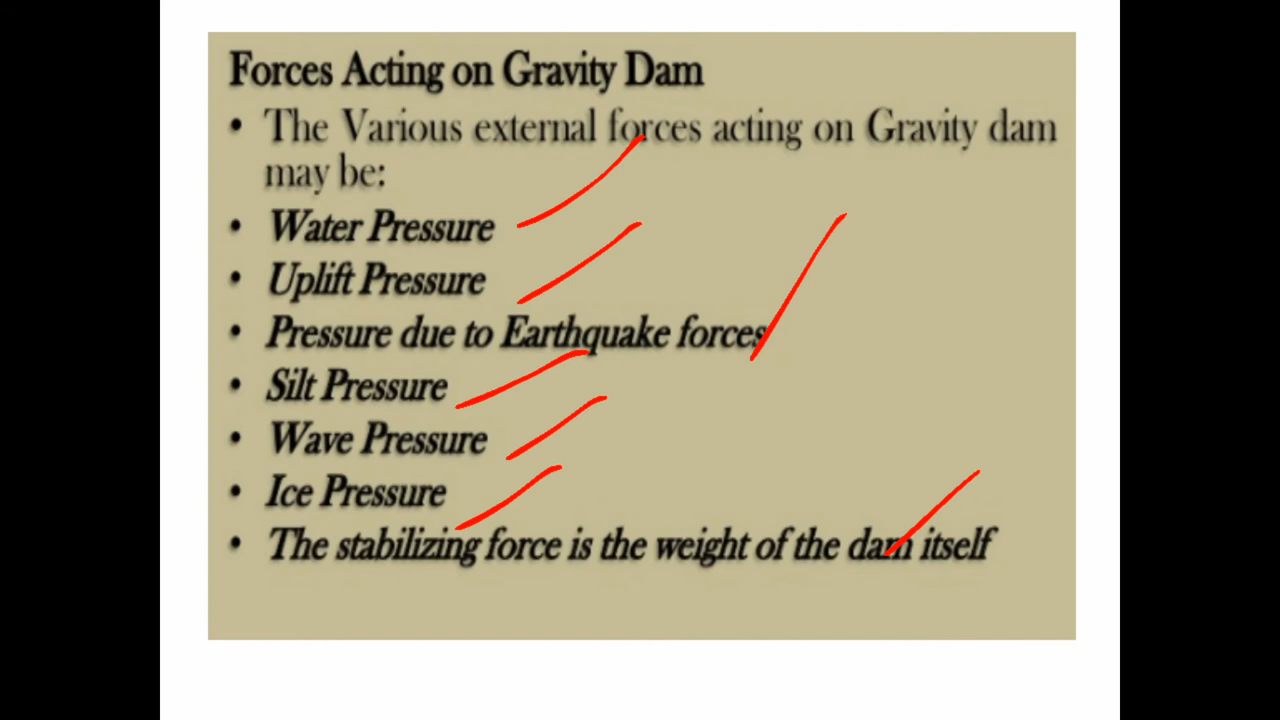 Forces Acting on Gravity Dam
• The Various external forces acting on Gravity dam
may be:
• Water Pressure
• Uplift Pressure
• Pressure due to Earthquake forces
• Silt Pressure
• Wave Pressure
• Ice Pressure
• The stabilizing force is the weight of the dam itself